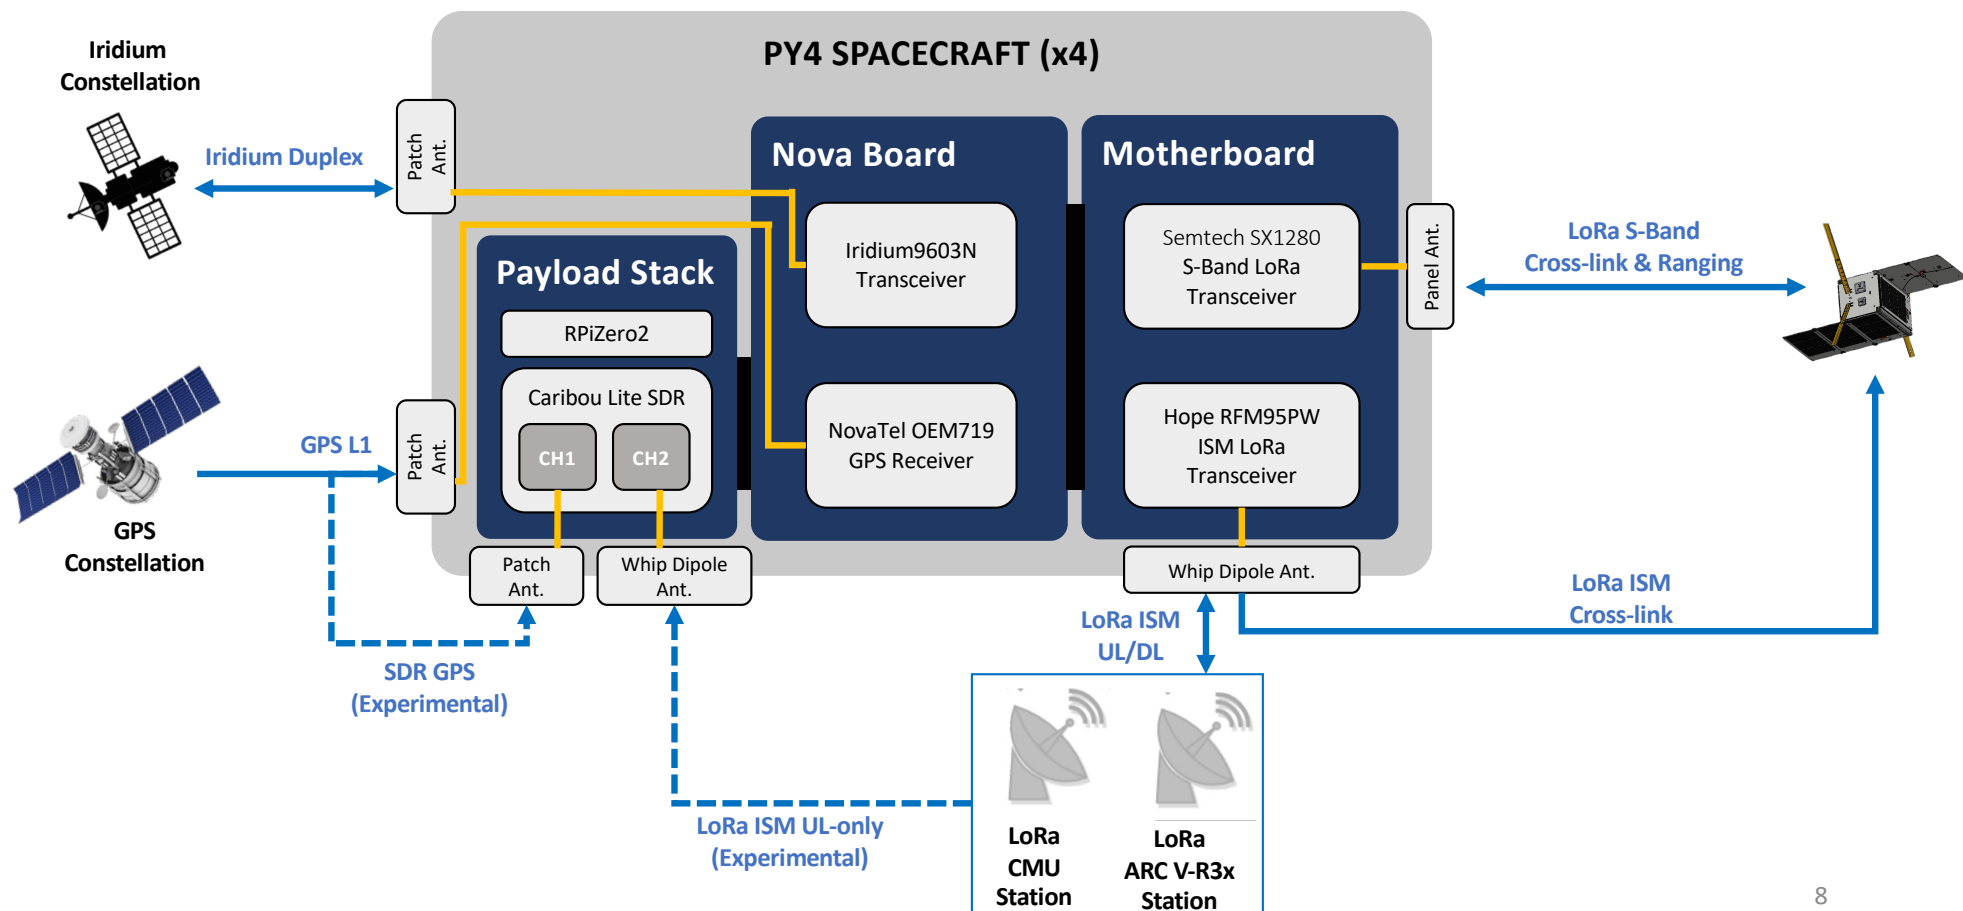 PY4 SPACECRAFT (x4)
Iridium
Constellation
Iridium Duplex
Patch
Ant.
GPS L1
GPS
Constellation
Patch
Ant.
SDR GPS
(Experimental)
Payload Stack
RPiZero2
Caribou Lite SDR
CH1
CH2
Patch
Ant.
Whip Dipole
Ant.
Nova Board
Iridium9603N
Transceiver
NovaTel OEM719
GPS Receiver
Motherboard
Semtech SX1280
S-Band LoRa
Transceiver
Hope RFM95PW
ISM LoRa
Transceiver
Panel Ant.
Whip Dipole Ant.
LoRa S-Band
Cross-link & Ranging
LoRa ISM
Cross-link
LoRa ISM
UL/DL
LoRa ISM UL-only
(Experimental)
LoRa
CMU
Station
LoRa
ARC V-R3x
Station
8